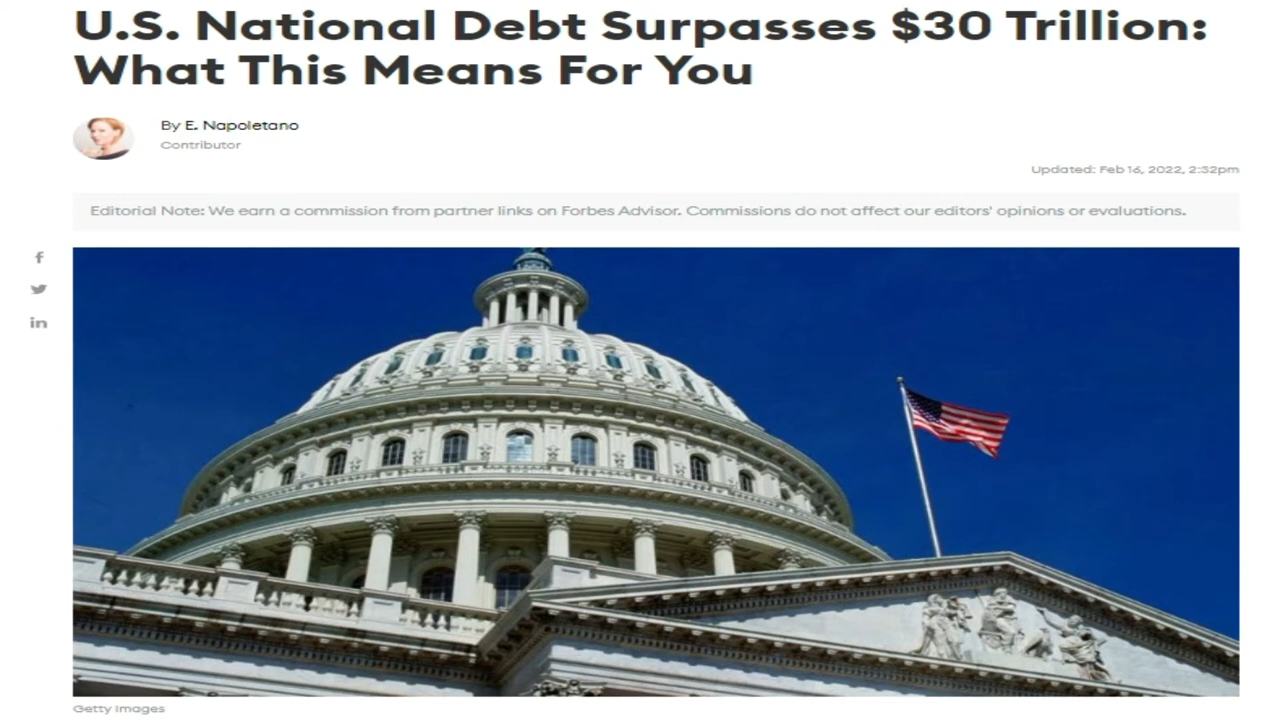 U.S. National Debt Surpasses $30 Trillion:
What This Means For You
By E. Napoletano
Contributor
Updated: Feb 16, 2022, 2:32pm
Editorial Note: We earn a commission from partner links on Forbes Advisor. Commissions do not affect our editors' opinions or evaluations.
f
in
Getty Images